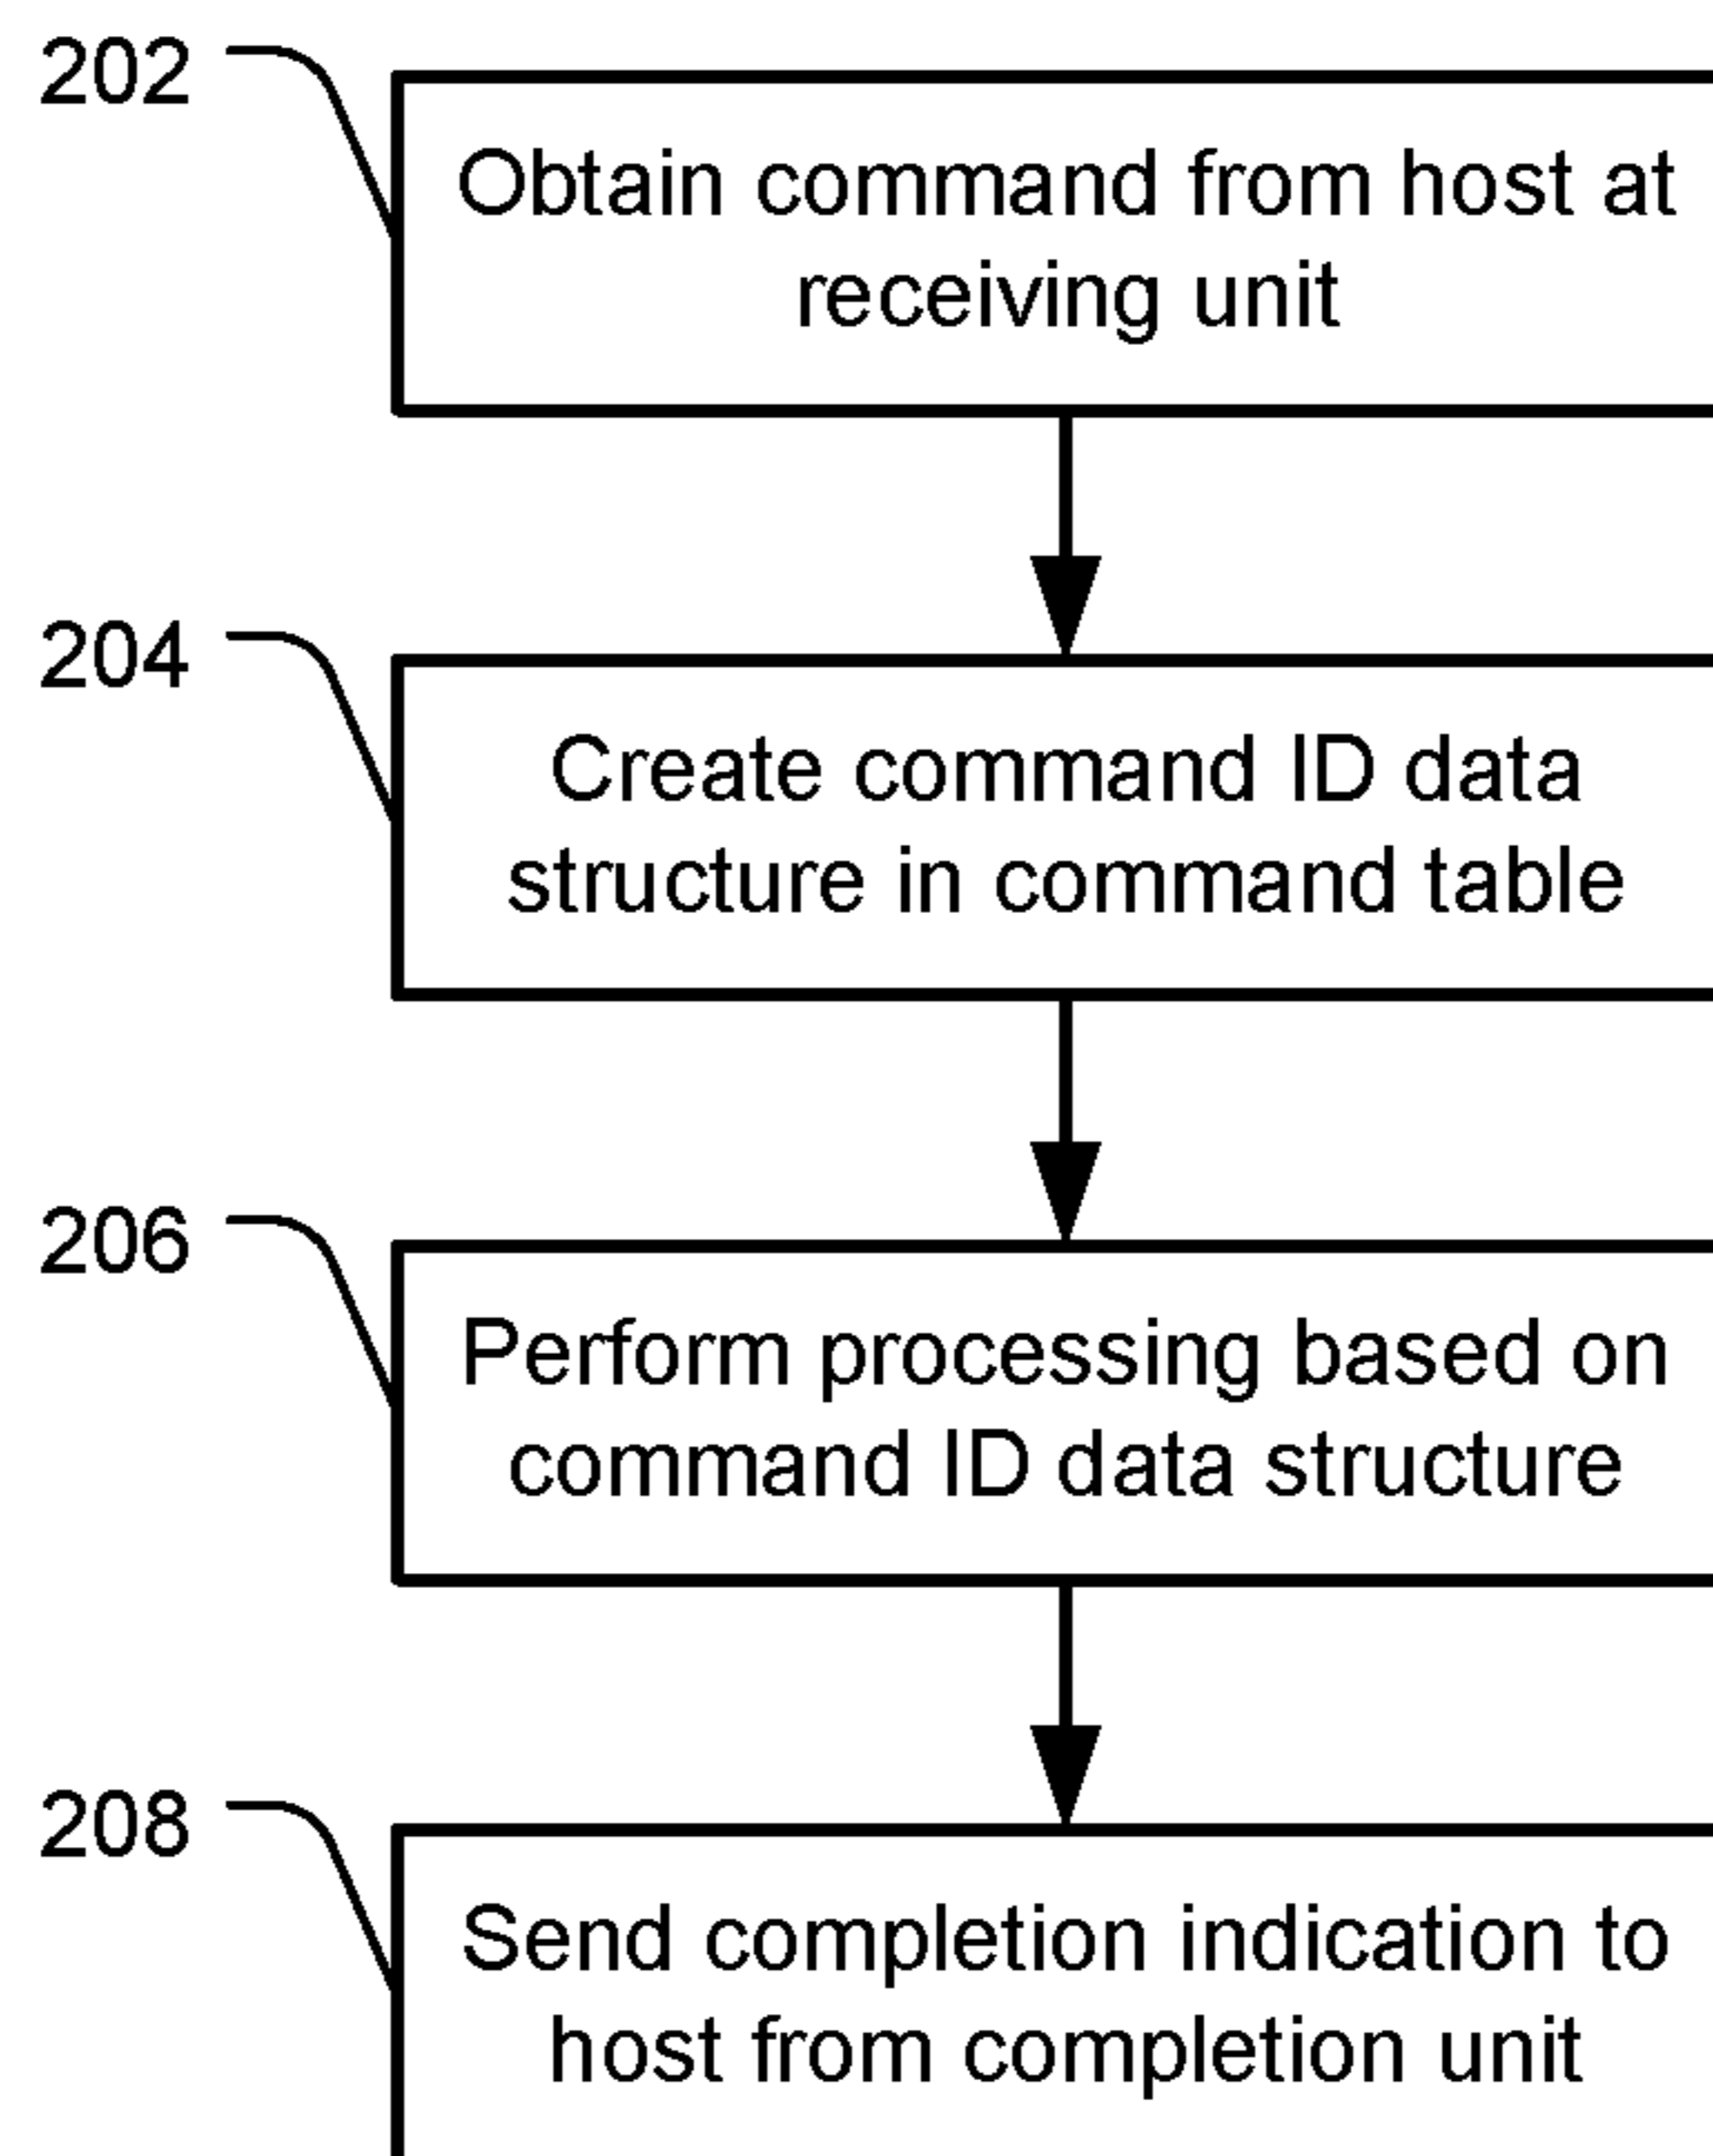 202
Obtain command from host at
receiving unit
204
Create command ID data
structure in command table
206
Perform processing based on
command ID data structure
208
Send completion indication to
host from completion unit